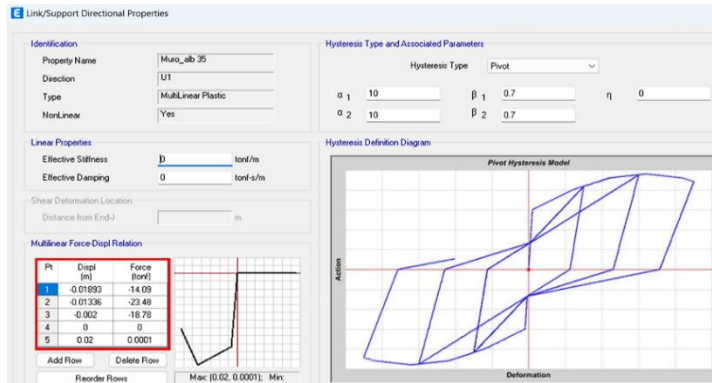 E Link/Support Directional Properties
Identification
Property Name Muro_alb 35
Direction U1
Type MultiLinear Plastic
NonLinear Yes
Linear Properties
Effective Stiffness 0 tonf/m
Effective Damping 0 tonf-s/m
Shear Deformation Location
Distance from End-J m
Multilinear Force-Displ Relation
Pt Displ Force
(m) (tonf)
1 -0.01893 -14.09
2 -0.01336 -23.48
3 -0.002 -18.78
4 0 0
5 0.02 0.0001
Add Row Delete Row
Reorder Rows Max: (0.02, 0.0001); Min:
Hysteresis Type and Associated Parameters
Hysteresis Type Pivot
α 1 10 β 1 0.7 η 0
α 2 10 β 2 0.7
Hysteresis Definition Diagram
Pivot Hysteresis Model
Action
Deformation